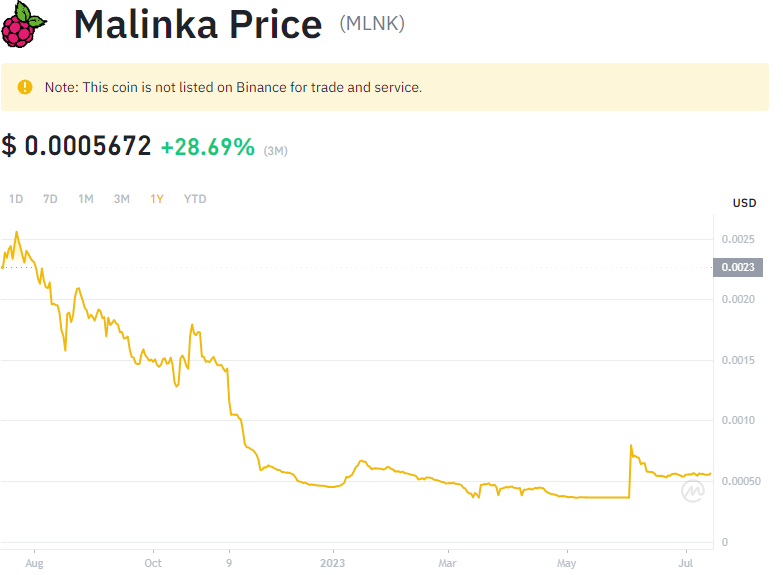 Malinka Price (MLNK)
Note: This coin is not listed on Binance for trade and service.
$ 0.0005672 +28.69% (3M)
1D 7D 1M 3M 1Y YTD
USD
0.0025
0.0023
0.0020
0.0015
0.0010
0.00050
0
Aug Oct 9 2023 Mar May Jul